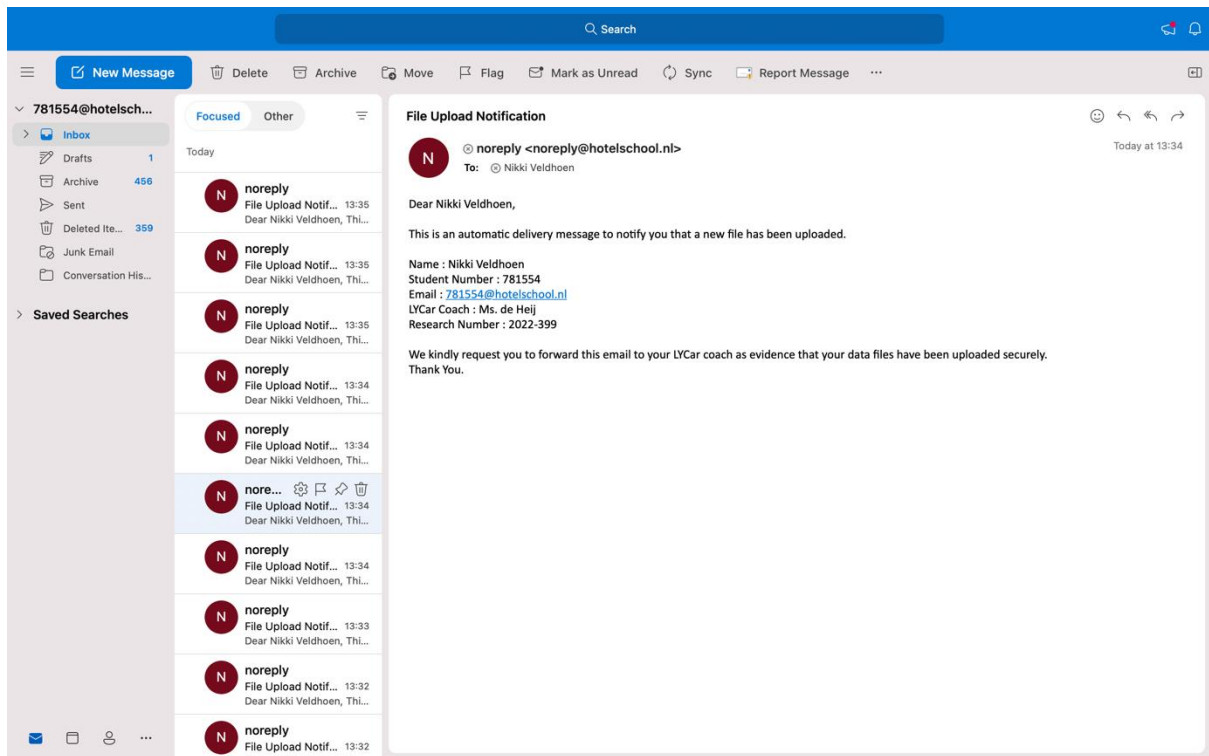 Search
New Message
Delete
Archive
Move
Flag
Mark as Unread
Sync
Report Message
781554@hotelsch...
Inbox
Drafts 1
Archive 456
Sent
Deleted Ite... 359
Junk Email
Conversation His...
Saved Searches
Focused Other
Today
N
noreply
File Upload Notif... 13:35
Dear Nikki Veldhoen, Thi...
N
noreply
File Upload Notif... 13:35
Dear Nikki Veldhoen, Thi...
N
noreply
File Upload Notif... 13:35
Dear Nikki Veldhoen, Thi...
N
noreply
File Upload Notif... 13:34
Dear Nikki Veldhoen, Thi...
N
noreply
File Upload Notif... 13:34
Dear Nikki Veldhoen, Thi...
N
nore...
File Upload Notif... 13:34
Dear Nikki Veldhoen, Thi...
N
noreply
File Upload Notif... 13:34
Dear Nikki Veldhoen, Thi...
N
noreply
File Upload Notif... 13:33
Dear Nikki Veldhoen, Thi...
N
noreply
File Upload Notif... 13:32
Dear Nikki Veldhoen, Thi...
N
noreply
File Upload Notif... 13:32
File Upload Notification
N
noreply <noreply@hotelschool.nl>
Today at 13:34
To: Nikki Veldhoen
Dear Nikki Veldhoen,
This is an automatic delivery message to notify you that a new file has been uploaded.
Name : Nikki Veldhoen
Student Number : 781554
Email : 781554@hotelschool.nl
LYCar Coach : Ms. de Heij
Research Number : 2022-399
We kindly request you to forward this email to your LYCar coach as evidence that your data files have been uploaded securely.
Thank You.